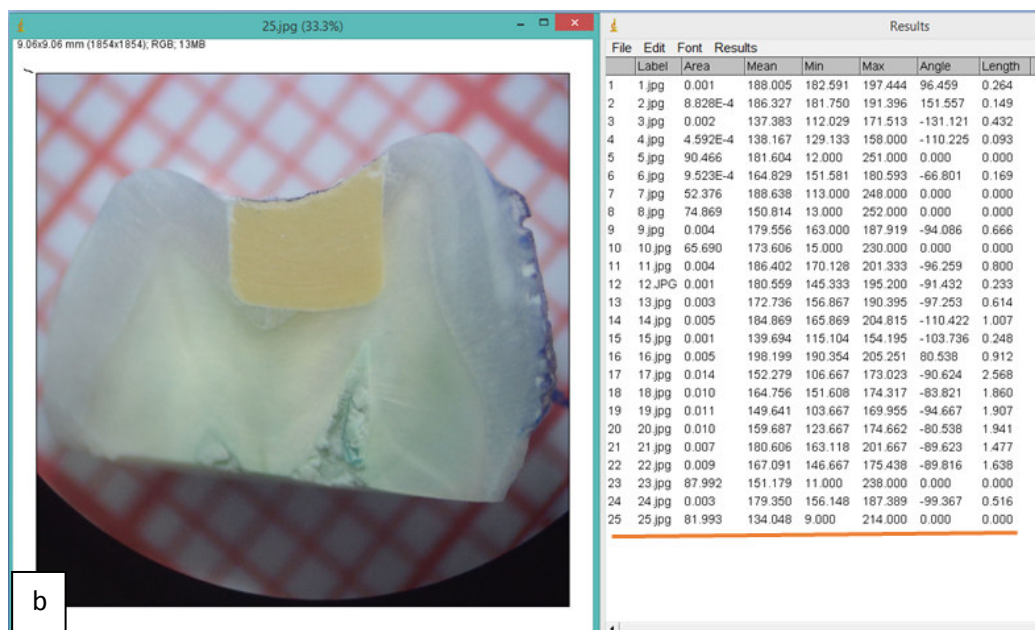 25.jpg (33.3%)
9.06x9.06 mm (1854x1854); RGB; 13MB
b
Results
File Edit Font Results
Label Area Mean Min Max Angle Length
1 1.jpg 0.001 188.005 182.591 197.444 96.459 0.264
2 2.jpg 8.828E-4 186.327 181.750 191.396 151.557 0.149
3 3.jpg 0.002 137.383 112.029 171.513 -131.121 0.432
4 4.jpg 4.592E-4 138.167 129.133 158.000 -110.225 0.093
5 5.jpg 90.466 181.604 12.000 251.000 0.000 0.000
6 6.jpg 9.523E-4 164.829 151.581 180.593 -66.801 0.169
7 7.jpg 52.376 188.638 113.000 248.000 0.000 0.000
8 8.jpg 74.869 150.814 13.000 252.000 0.000 0.000
9 9.jpg 0.004 179.556 163.000 187.919 -94.086 0.666
10 10.jpg 65.690 173.606 15.000 230.000 0.000 0.000
11 11.jpg 0.004 186.402 170.128 201.333 -96.259 0.800
12 12.JPG 0.001 180.559 145.333 195.200 -91.432 0.233
13 13.jpg 0.003 172.736 156.867 190.395 -97.253 0.614
14 14.jpg 0.005 184.869 165.869 204.815 -110.422 1.007
15 15.jpg 0.001 139.694 115.104 154.195 -103.736 0.248
16 16.jpg 0.005 198.199 190.354 205.251 80.538 0.912
17 17.jpg 0.014 152.279 106.667 173.023 -90.624 2.568
18 18.jpg 0.010 164.756 151.608 174.317 -83.821 1.860
19 19.jpg 0.011 149.641 103.667 169.955 -94.667 1.907
20 20.jpg 0.010 159.687 123.667 174.662 -80.538 1.941
21 21.jpg 0.007 180.606 163.118 201.667 -89.623 1.477
22 22.jpg 0.009 167.091 146.667 175.438 -89.816 1.638
23 23.jpg 87.992 151.179 11.000 238.000 0.000 0.000
24 24.jpg 0.003 179.350 156.148 187.389 -99.367 0.516
25 25.jpg 81.993 134.048 9.000 214.000 0.000 0.000